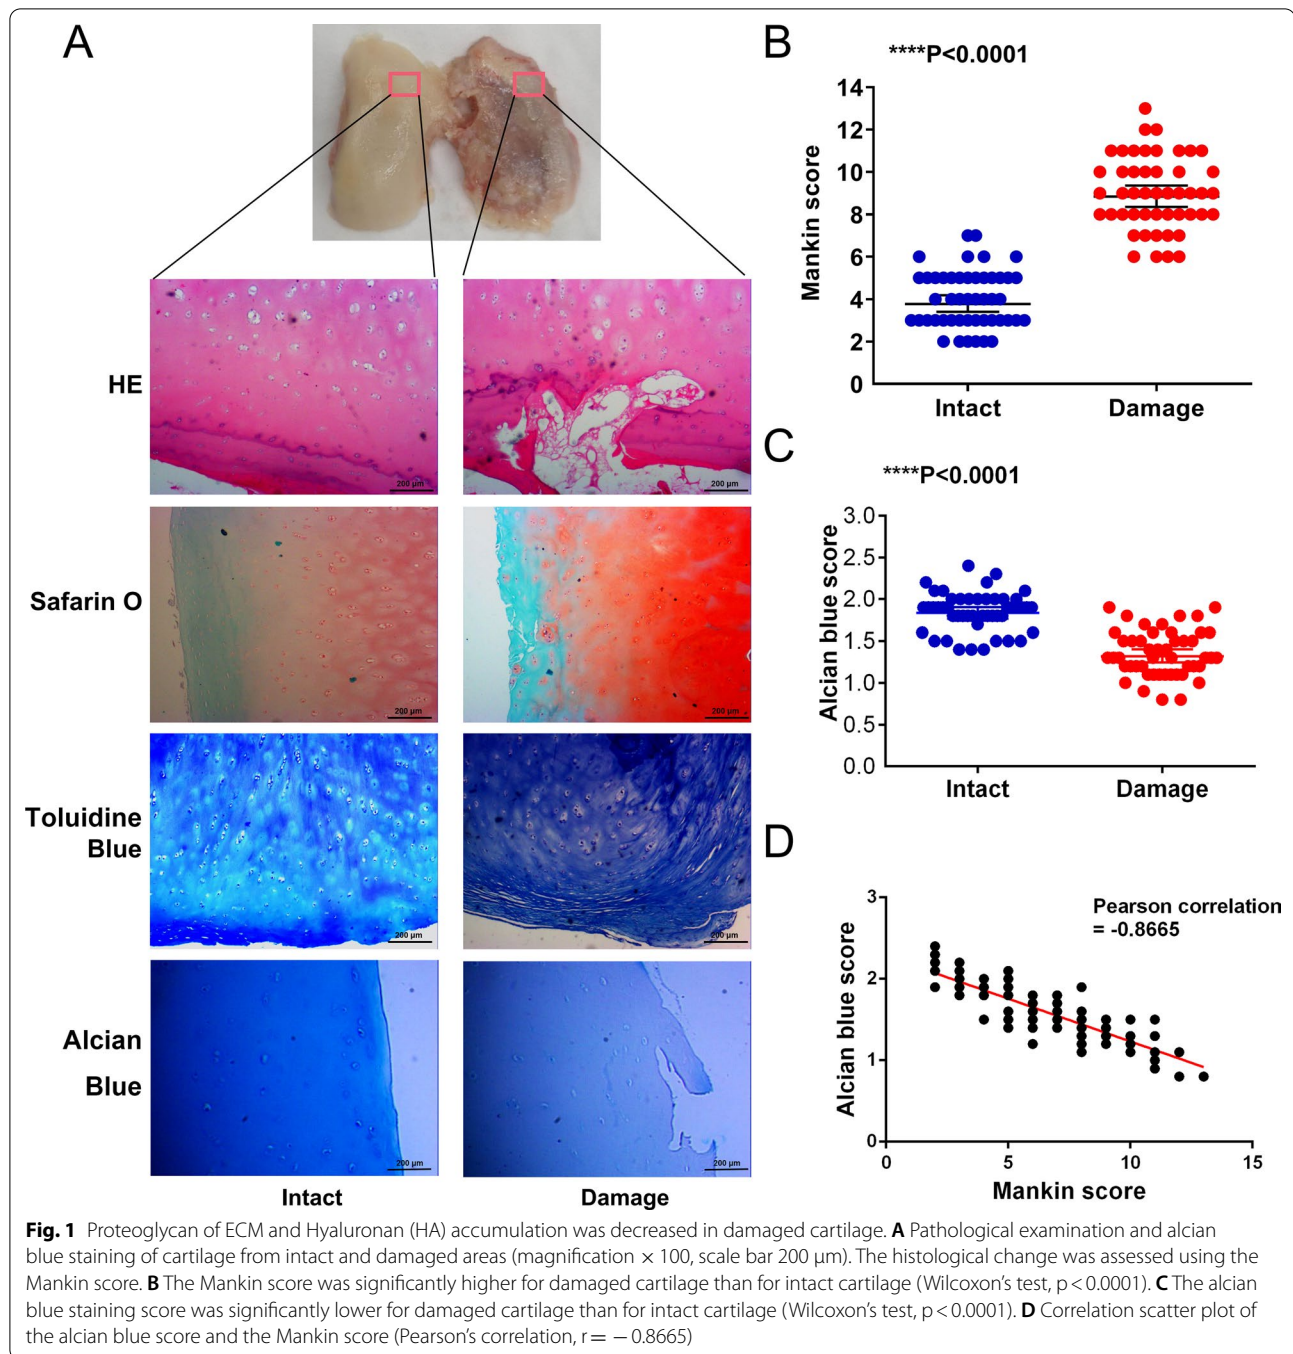 A
HE
200 µm
200 µm
Safarin O
200 µm
200 µm
Toluidine
Blue
200 µm
200 µm
Alcian
Blue
200 µm
200 µm
Intact
Damage
B
****P<0.0001
Mankin score
14
12
10
8
6
4
2
0
Intact
Damage
C
****P<0.0001
Alcian blue score
3.0
2.5
2.0
1.5
1.0
0.5
0.0
Intact
Damage
D
Pearson correlation
= -0.8665
Alcian blue score
3
2
1
0
0
5
10
15
Mankin score
Fig. 1 Proteoglycan of ECM and Hyaluronan (HA) accumulation was decreased in damaged cartilage. A Pathological examination and alcian
blue staining of cartilage from intact and damaged areas (magnification × 100, scale bar 200 µm). The histological change was assessed using the
Mankin score. B The Mankin score was significantly higher for damaged cartilage than for intact cartilage (Wilcoxon's test, p < 0.0001). C The alcian
blue staining score was significantly lower for damaged cartilage than for intact cartilage (Wilcoxon's test, p < 0.0001). D Correlation scatter plot of
the alcian blue score and the Mankin score (Pearson's correlation, r = − 0.8665)